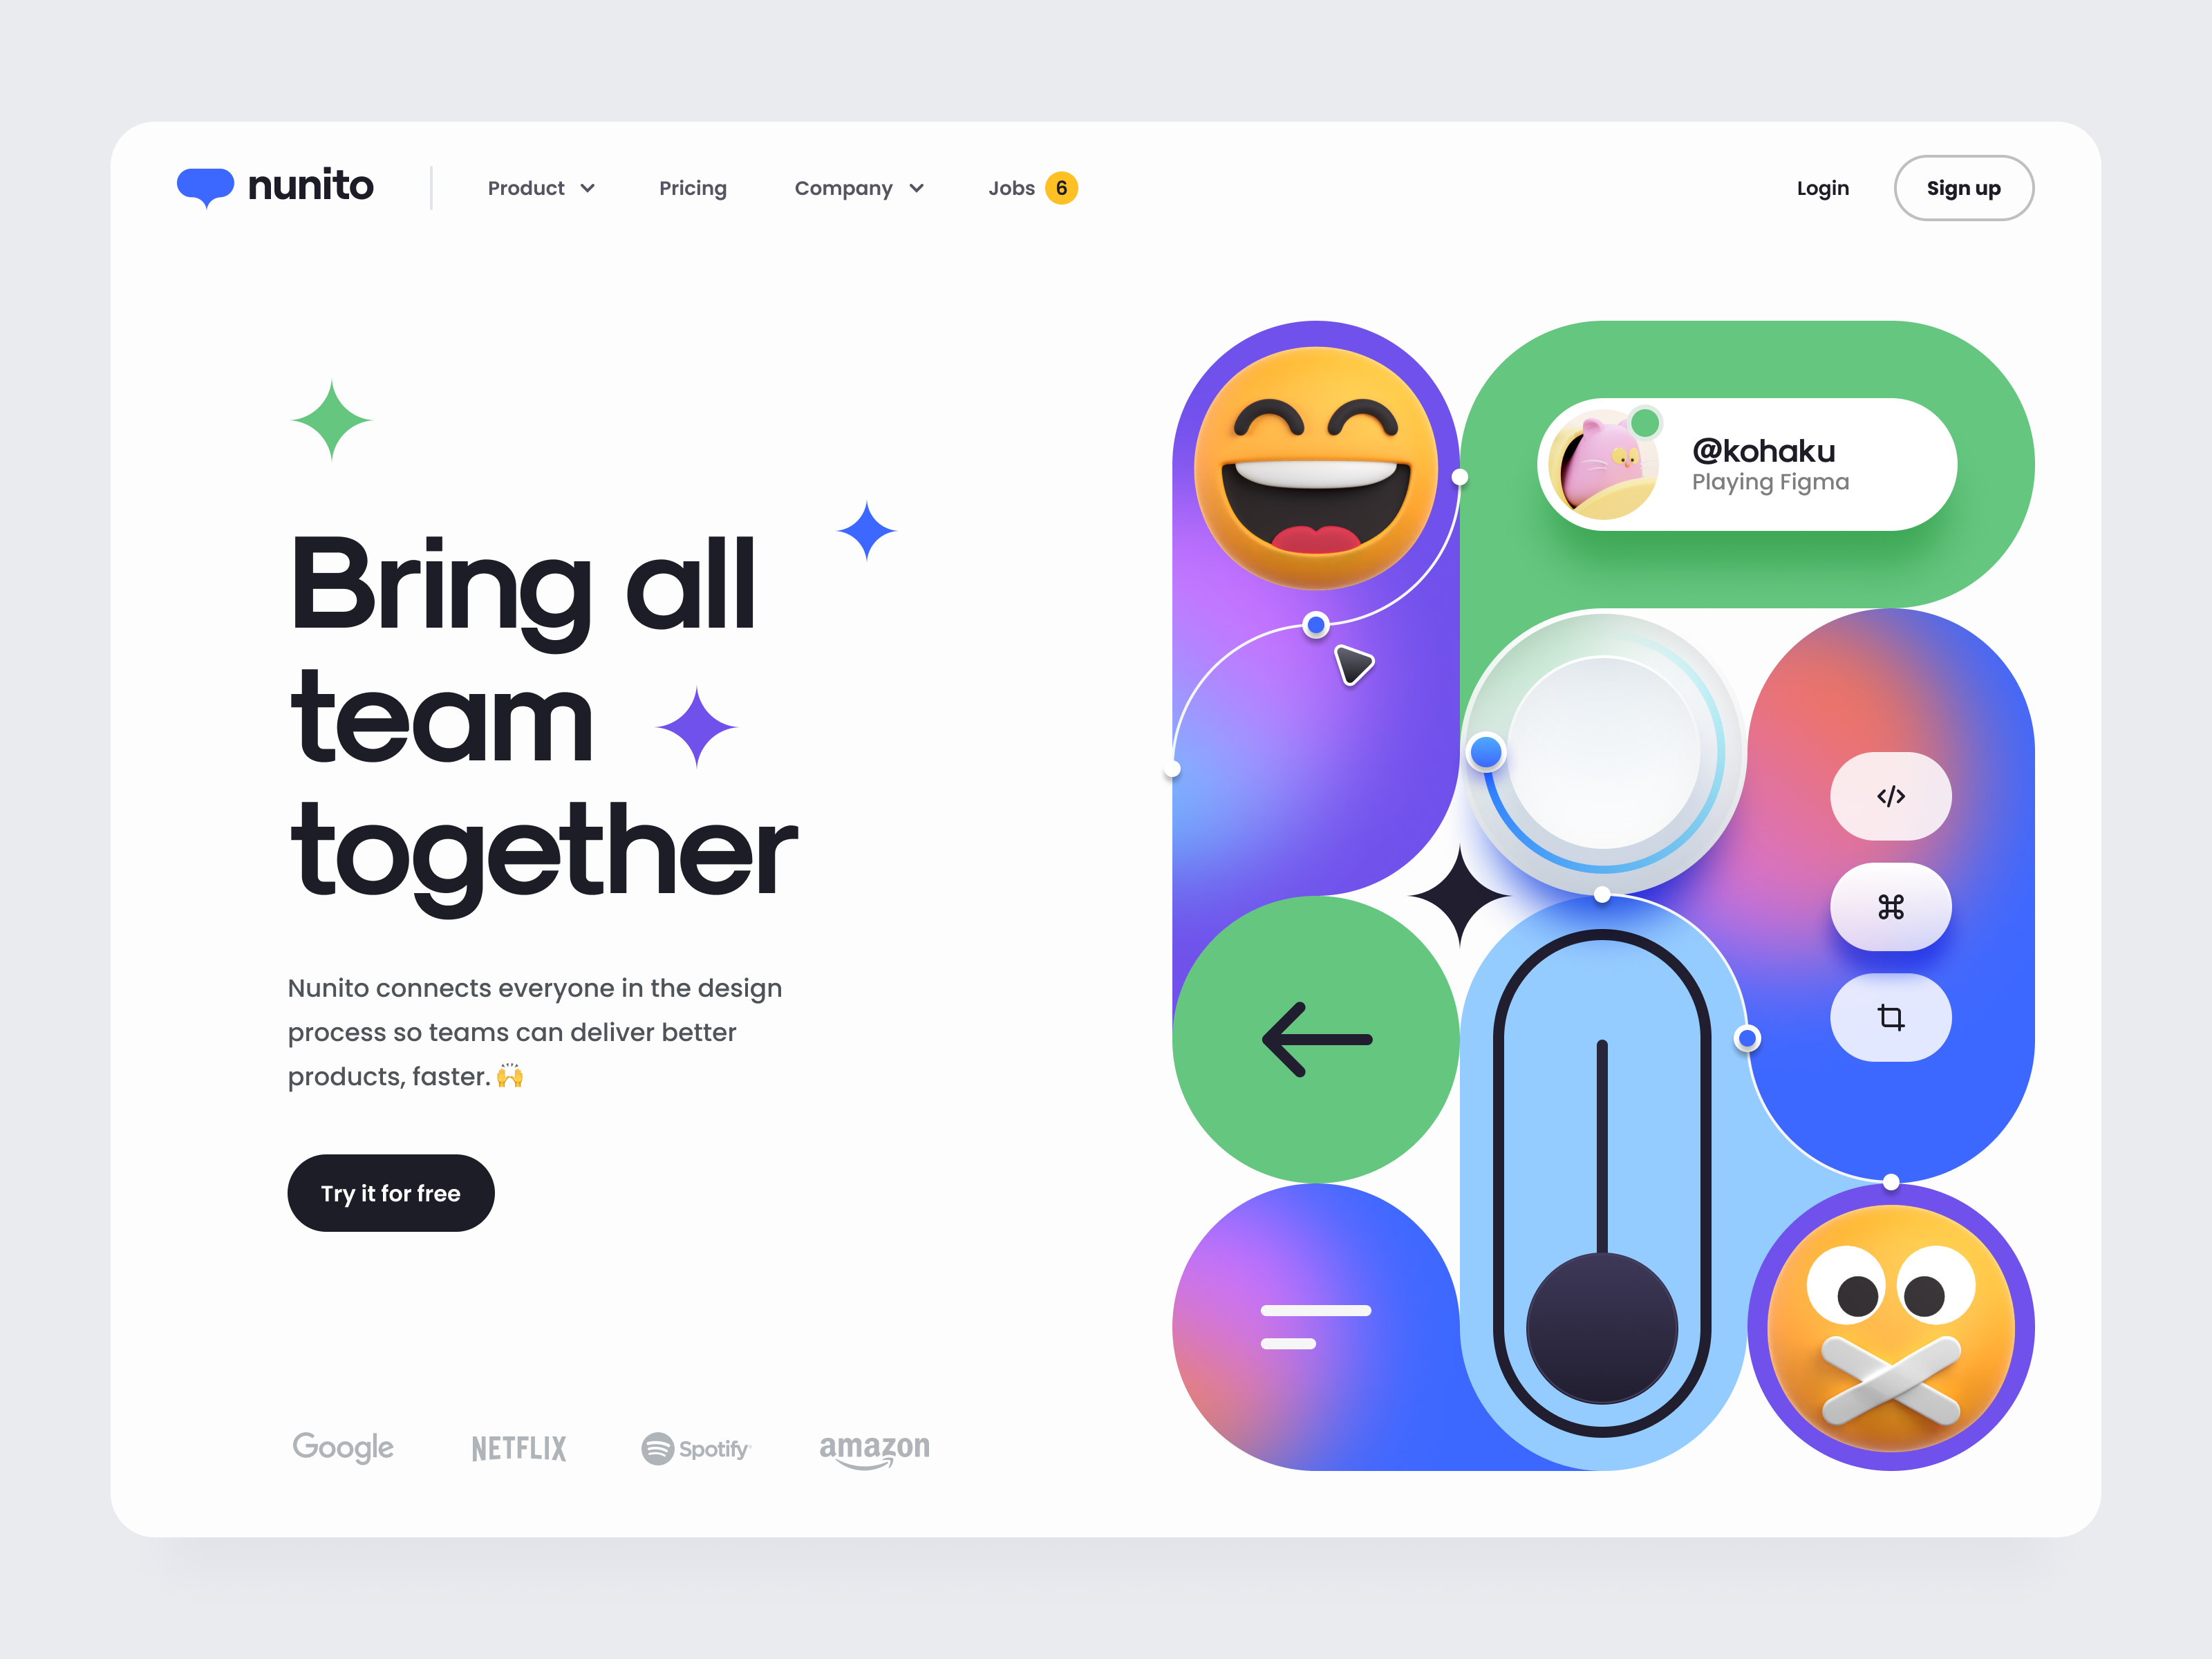 nunito
Product
Pricing
Company
Jobs 6
Login
Sign up
@kohaku
Playing Figma
Bring all
team
together
Nunito connects everyone in the design
process so teams can deliver better
products, faster. 🙌
Try it for free
Google
NETFLIX
Spotify
amazon